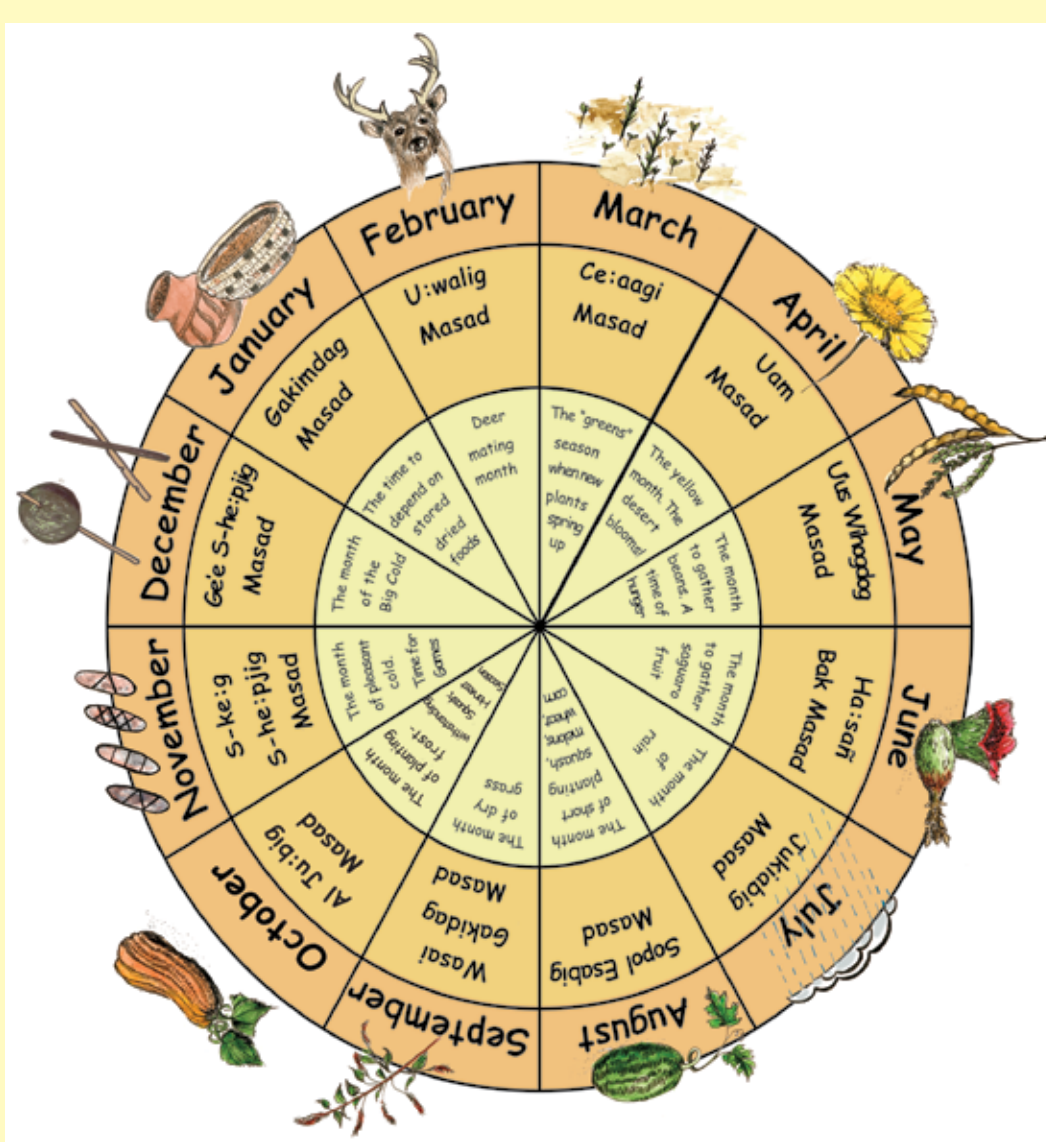 January
Gakimdag
Masad
The time to
depend on
stored
dried
foods
February
U:walig
Masad
Deer
mating
month
March
Ce:aagi
Masad
The "greens"
season
when new
plants
spring
up
April
Uam
Masad
The yellow
month. The
desert
blooms!
May
U'us Wihogdag
Masad
The month
to gather
beans. A
time of
hunger
June
Ha:sañ
Bak Masad
The month
to gather
saguaro
fruit
July
Jukiabig
Masad
The month
of
rain
August
Sopol Esabig
Masad
The month
of short
planting
squash,
melons,
wheat,
corn.
September
Wasai
Gakidag
Masad
The month
of dry
grass
October
Al Ju:big
Masad
The month
of planting
frost-
withstanding
Squash
Harvest
Season
November
S-ke:g
S-he:pjig
Masad
The month
of pleasant
cold.
Time for
Games
December
Ge'e S-he:pjig
Masad
The month
of the
Big Cold